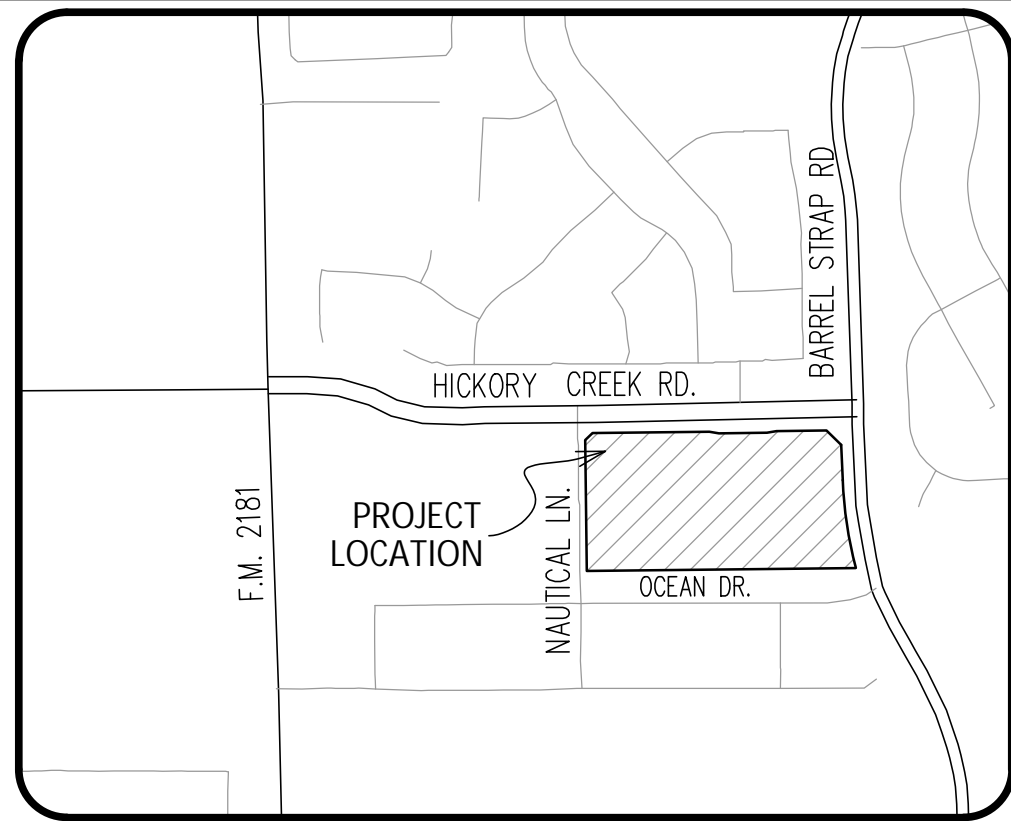 BARREL STRAP RD
HICKORY CREEK RD.
F.M. 2181
PROJECT
LOCATION
NAUTICAL LN.
OCEAN DR.